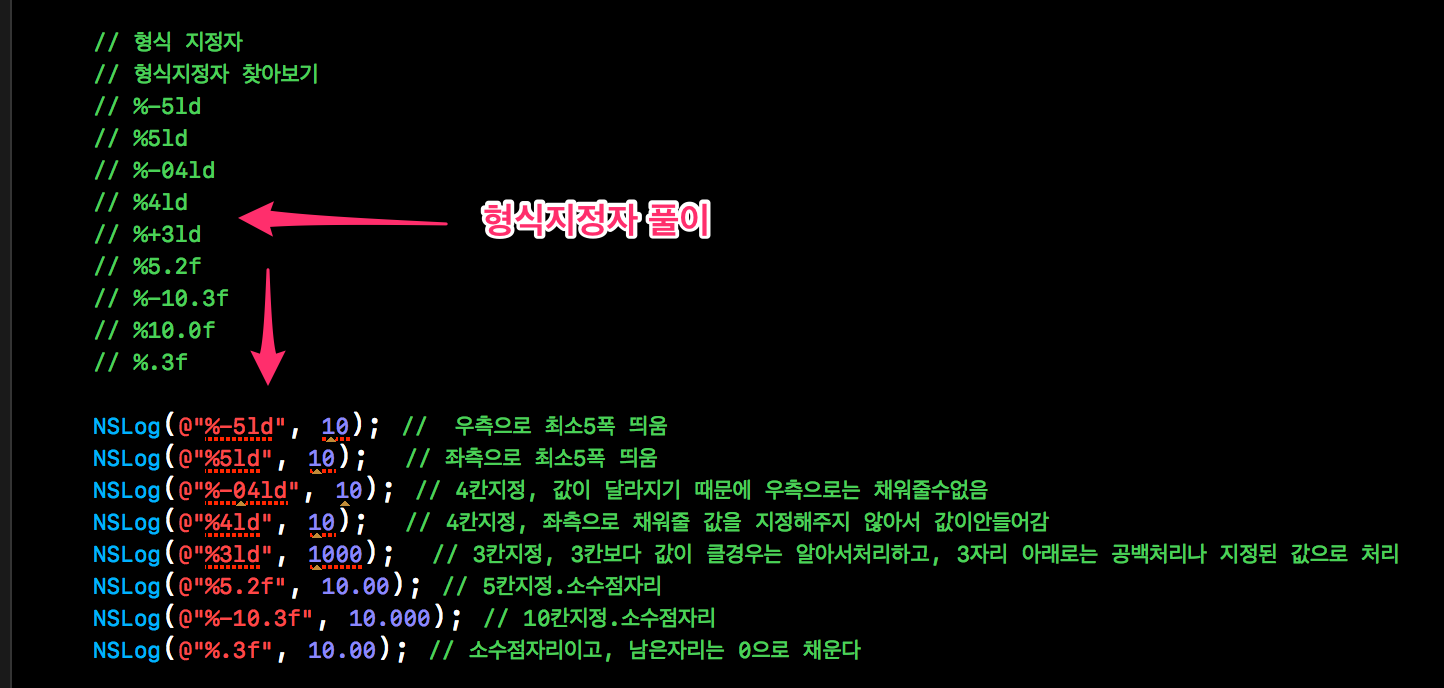 // 형식 지정자
// 형식지정자 찾아보기
// %-5ld
// %5ld
// %-04ld
// %4ld
// %+3ld
형식지정자 풀이
// %5.2f
// %-10.3f
// %10.0f
// %.3f
NSLog(@"%-5ld", 10); //  우측으로 최소5폭 띄움
NSLog(@"%5ld", 10);   // 좌측으로 최소5폭 띄움
NSLog(@"%-04ld", 10); // 4칸지정, 값이 달라지기 때문에 우측으로는 채워줄수없음
NSLog(@"%4ld", 10);   // 4칸지정, 좌측으로 채워줄 값을 지정해주지 않아서 값이안들어감
NSLog(@"%3ld", 1000);   // 3칸지정, 3칸보다 값이 클경우는 알아서처리하고, 3자리 아래로는 공백처리나 지정된 값으로 처리
NSLog(@"%5.2f", 10.00); // 5칸지정.소수점자리
NSLog(@"%-10.3f", 10.000); // 10칸지정.소수점자리
NSLog(@"%.3f", 10.00); // 소수점자리이고, 남은자리는 0으로 채운다